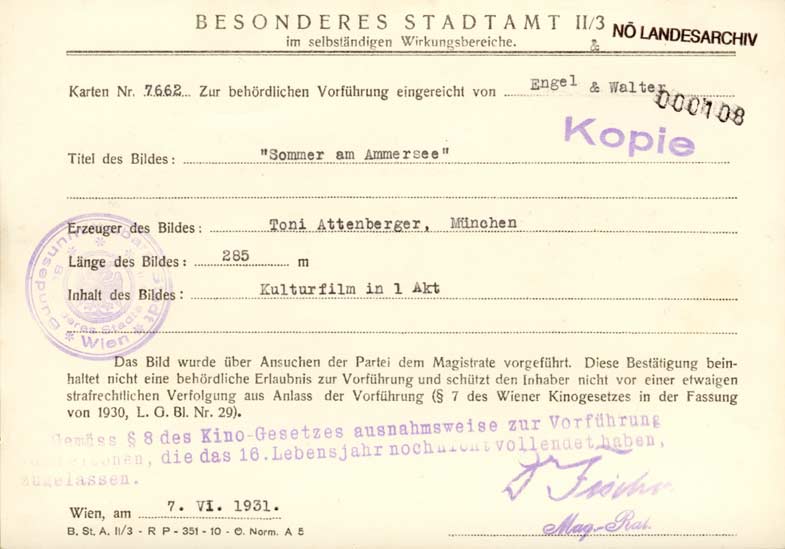 BESONDERES STADTAMT II/3
im selbständigen Wirkungsbereiche.
&
NÖ LANDESARCHIV
Karten Nr. 7662 Zur behördlichen Vorführung eingereicht von Engel & Walter
000108
Kopie
Titel des Bildes: "Sommer am Ammersee"
Erzeuger des Bildes: Toni Attenberger, München
Länge des Bildes: 285 m
Inhalt des Bildes: Kulturfilm in 1 Akt
Wien
Das Bild wurde über Ansuchen der Partei dem Magistrate vorgeführt. Diese Bestätigung bein-
haltet nicht eine behördliche Erlaubnis zur Vorführung und schützt den Inhaber nicht vor einer etwaigen
strafrechtlichen Verfolgung aus Anlass der Vorführung (§ 7 des Wiener Kinogesetzes in der Fassung
von 1930, L. G. Bl. Nr. 29).
Gemäss § 8 des Kino-Gesetzes ausnahmsweise zur Vorführung
die das 16. Lebensjahr noch nicht vollendet haben,
zugelassen.
Fischer
Mag.-Rat.
Wien, am 7. VI. 1931.
B. St. A. II/3 - R P - 351 - 10 - Ö. Norm. A 5